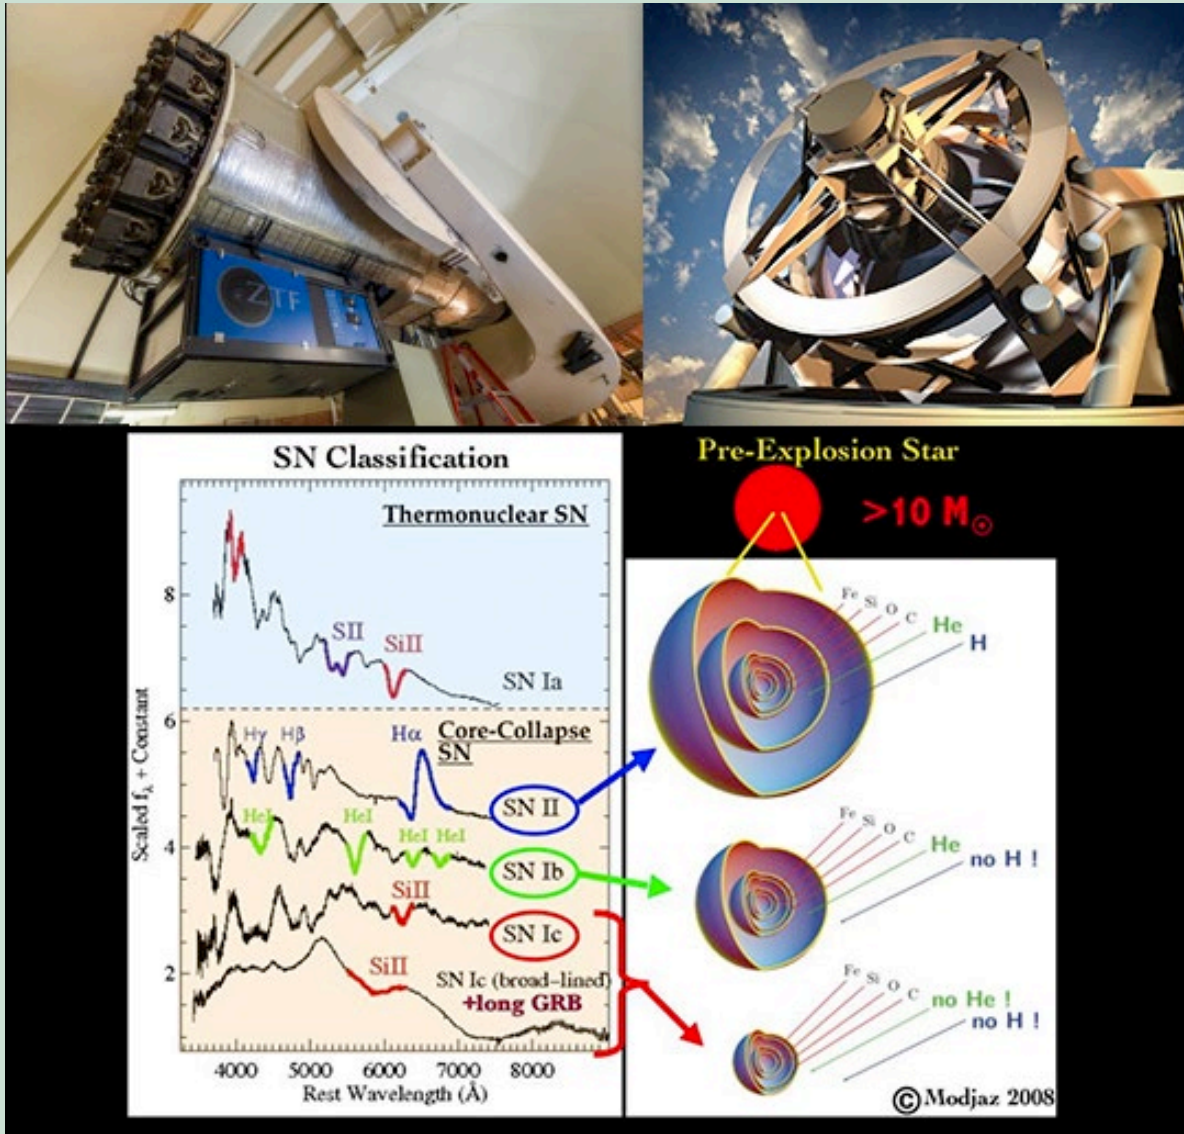 ZTF
SN Classification
Thermonuclear SN
8
SII
SiII
SN Ia
6
Hγ
Hβ
Hα
Core-Collapse
SN
SN II
HeI
HeI
HeI
HeI
4
SN Ib
SiII
SN Ic
2
SiII
SN Ic (broad-lined)
+long GRB
Scaled fλ + Constant
4000
5000
6000
7000
8000
Rest Wavelength (Å)
Pre-Explosion Star
>10 M⊙
Fe
Si
O
C
He
H
Fe
Si
O
C
He
no H !
Fe
Si
O
C
no He !
no H !
© Modjaz 2008